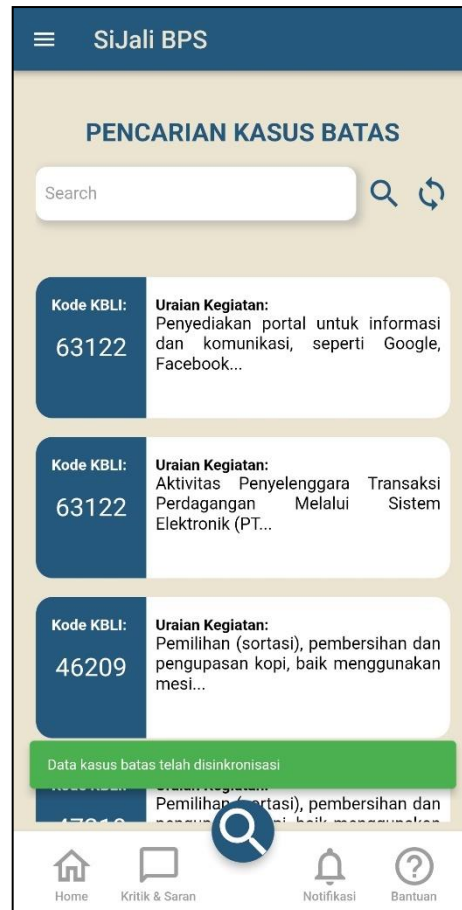 SiJali BPS
PENCARIAN KASUS BATAS
Search
Kode KBLI:
63122
Uraian Kegiatan:
Penyediakan portal untuk informasi
dan komunikasi, seperti Google,
Facebook...
Kode KBLI:
63122
Uraian Kegiatan:
Aktivitas Penyelenggara Transaksi
Perdagangan Melalui Sistem
Elektronik (PT...
Kode KBLI:
46209
Uraian Kegiatan:
Pemilihan (sortasi), pembersihan dan
pengupasan kopi, baik menggunakan
mesi...
Data kasus batas telah disinkronisasi
Pemilihan (sortasi), pembersihan dan
Home
Kritik & Saran
Notifikasi
Bantuan